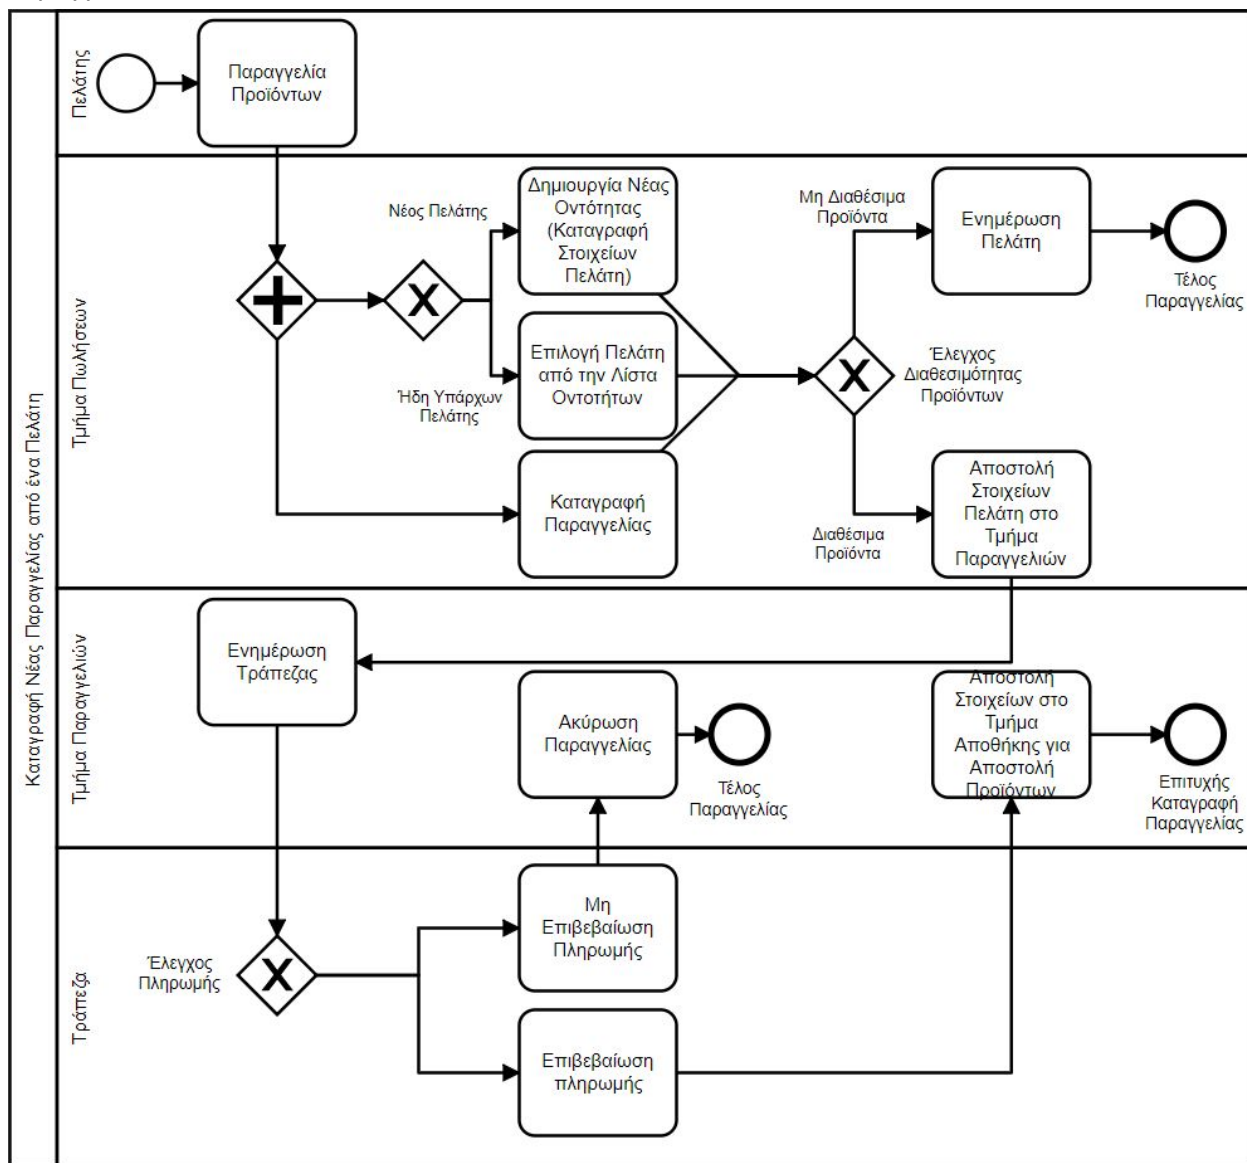 Καταγραφή Νέας Παραγγελίας από ένα Πελάτη
Πελάτης
Παραγγελία
Προϊόντων
Τμήμα Πωλήσεων
Νέος Πελάτης
Ήδη Υπάρχων
Πελάτης
Δημιουργία Νέας
Οντότητας
(Καταγραφή
Στοιχείων
Πελάτη)
Επιλογή Πελάτη
από την Λίστα
Οντοτήτων
Καταγραφή
Παραγγελίας
Μη Διαθέσιμα
Προϊόντα
Ενημέρωση
Πελάτη
Τέλος
Παραγγελίας
Έλεγχος
Διαθεσιμότητας
Προϊόντων
Διαθέσιμα
Προϊόντα
Αποστολή
Στοιχείων
Πελάτη στο
Τμήμα
Παραγγελιών
Τμήμα Παραγγελιών
Ενημέρωση
Τράπεζας
Ακύρωση
Παραγγελίας
Τέλος
Παραγγελίας
Αποστολή
Στοιχείων στο
Τμήμα
Αποθήκης για
Αποστολή
Προϊόντων
Επιτυχής
Καταγραφή
Παραγγελίας
Τράπεζα
Έλεγχος
Πληρωμής
Μη
Επιβεβαίωση
Πληρωμής
Επιβεβαίωση
πληρωμής